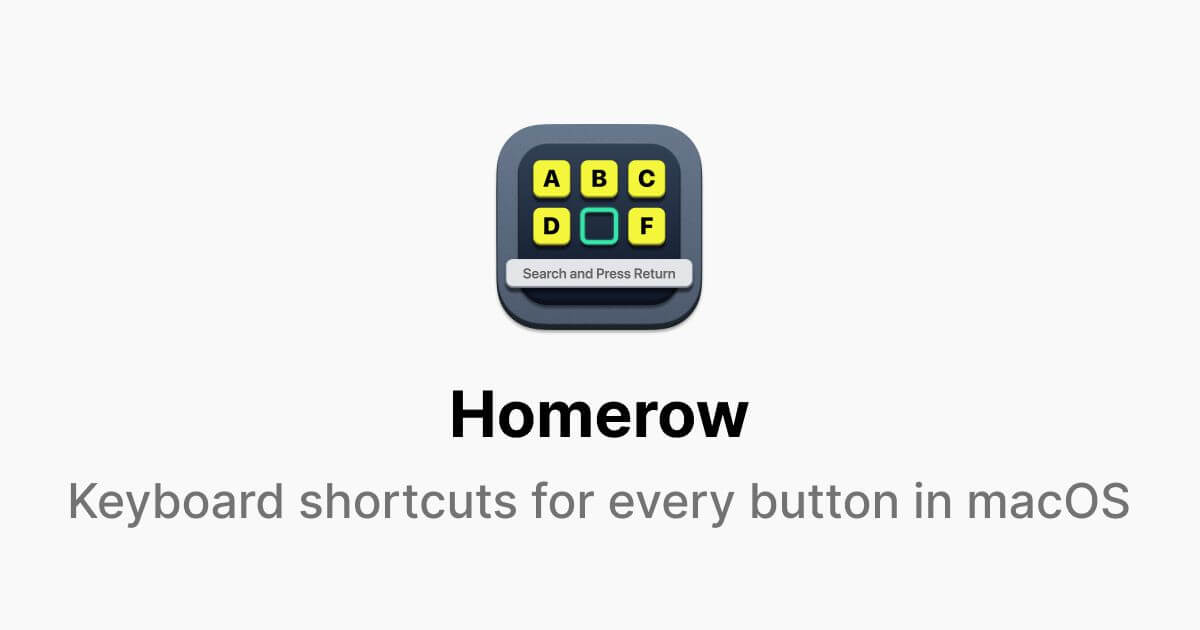 A B C
D F
Search and Press Return
Homerow
Keyboard shortcuts for every button in macOS